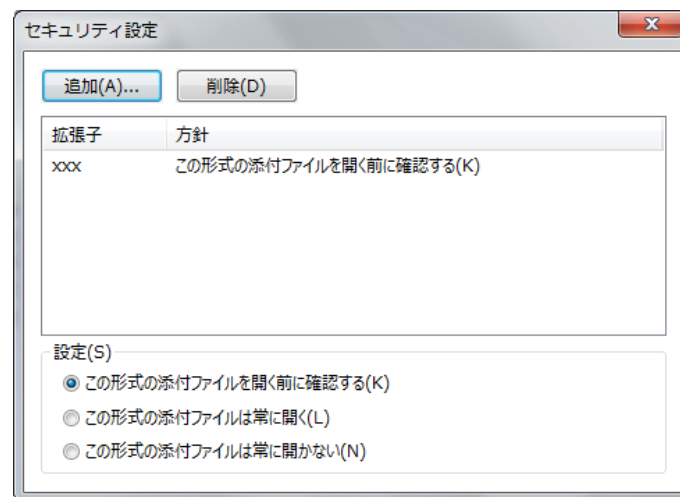 セキュリティ設定
追加(A)... 削除(D)
拡張子 方針
xxx この形式の添付ファイルを開く前に確認する(K)
設定(S)
この形式の添付ファイルを開く前に確認する(K)
この形式の添付ファイルは常に開く(L)
この形式の添付ファイルは常に開かない(N)